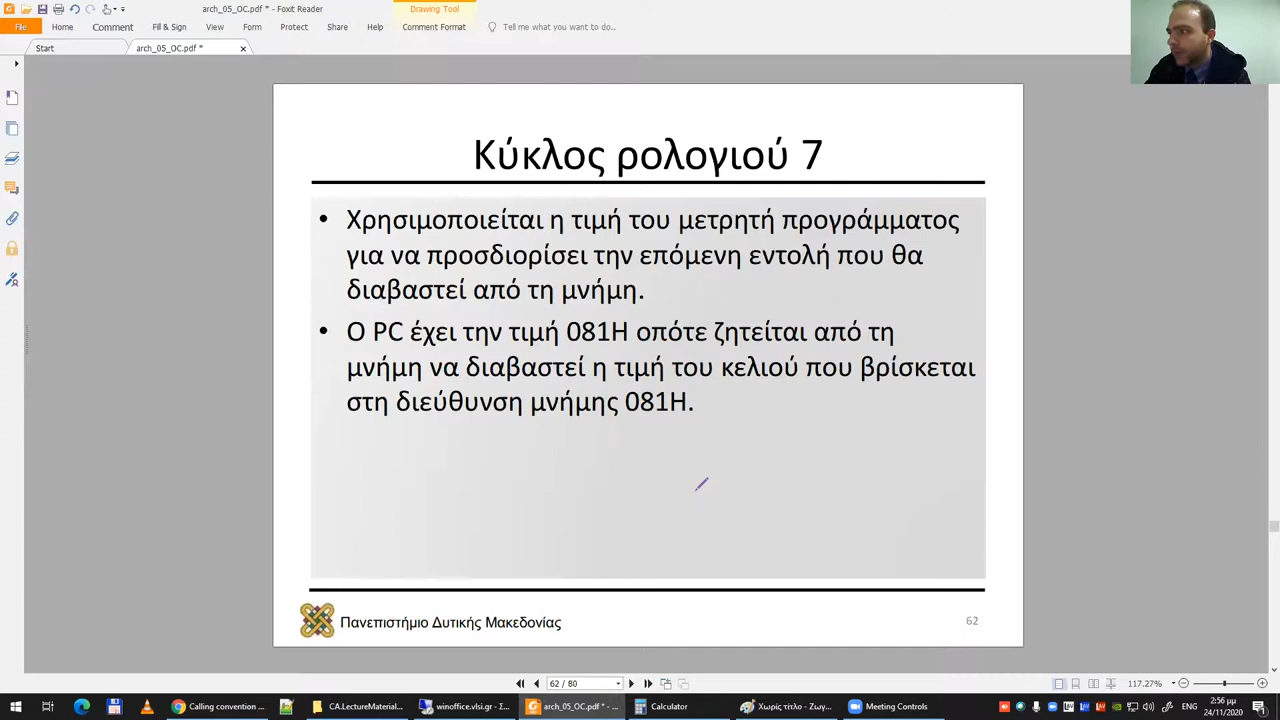 arch_05_OC.pdf * - Foxit Reader
Drawing Tool
File Home Comment Fill & Sign View Form Protect Share Help Comment Format Tell me what you want to do..
Start arch_05_OC.pdf *
Κύκλος ρολογιού 7
• Χρησιμοποιείται η τιμή του μετρητή προγράμματος
για να προσδιορίσει την επόμενη εντολή που θα
διαβαστεί από τη μνήμη.
• Ο PC έχει την τιμή 081H οπότε ζητείται από τη
μνήμη να διαβαστεί η τιμή του κελιού που βρίσκεται
στη διεύθυνση μνήμης 081H.
Πανεπιστήμιο Δυτικής Μακεδονίας 62
62 / 80 117.27%
Calling convention ... CA.LectureMaterial... winoffice.vlsi.gr - Σ... arch_05_OC.pdf * - ... Calculator Χωρίς τίτλο - Ζωγ... Meeting Controls
2:56 μμ
24/11/2020